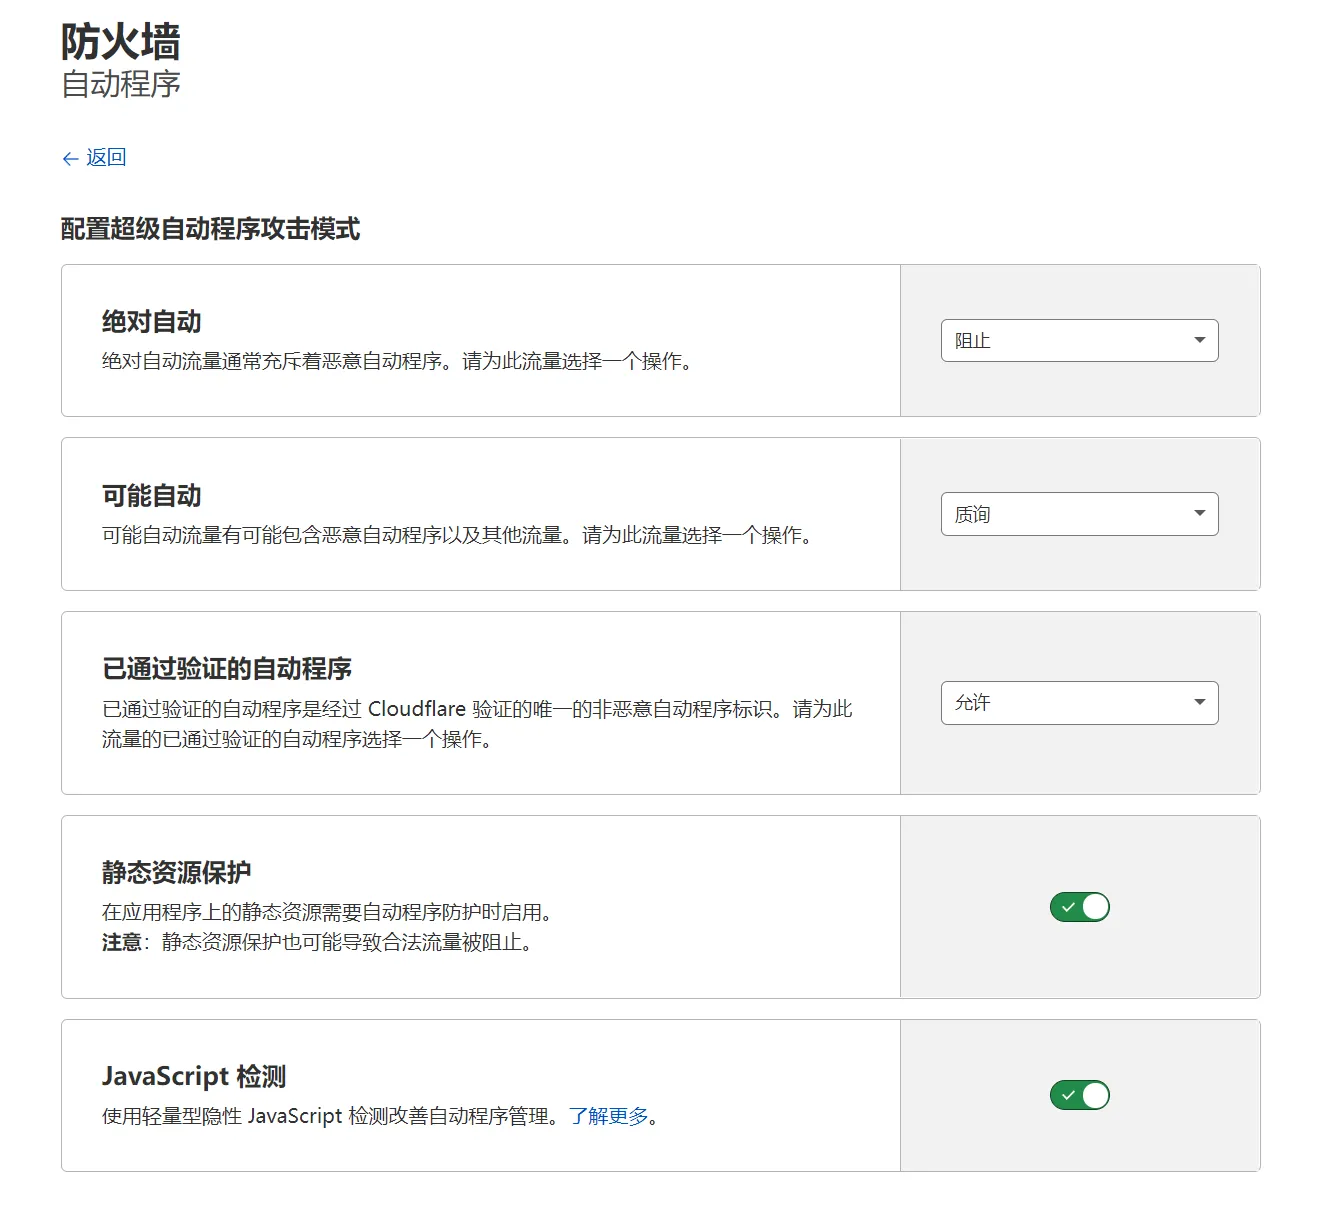 防火墙
自动程序
← 返回
配置超级自动程序攻击模式
绝对自动
绝对自动流量通常充斥着恶意自动程序。请为此流量选择一个操作。
阻止
可能自动
可能自动流量有可能包含恶意自动程序以及其他流量。请为此流量选择一个操作。
质询
已通过验证的自动程序
已通过验证的自动程序是经过 Cloudflare 验证的唯一的非恶意自动程序标识。请为此
流量的已通过验证的自动程序选择一个操作。
允许
静态资源保护
在应用程序上的静态资源需要自动程序防护时启用。
注意：静态资源保护也可能导致合法流量被阻止。
JavaScript 检测
使用轻量型隐性 JavaScript 检测改善自动程序管理。了解更多。